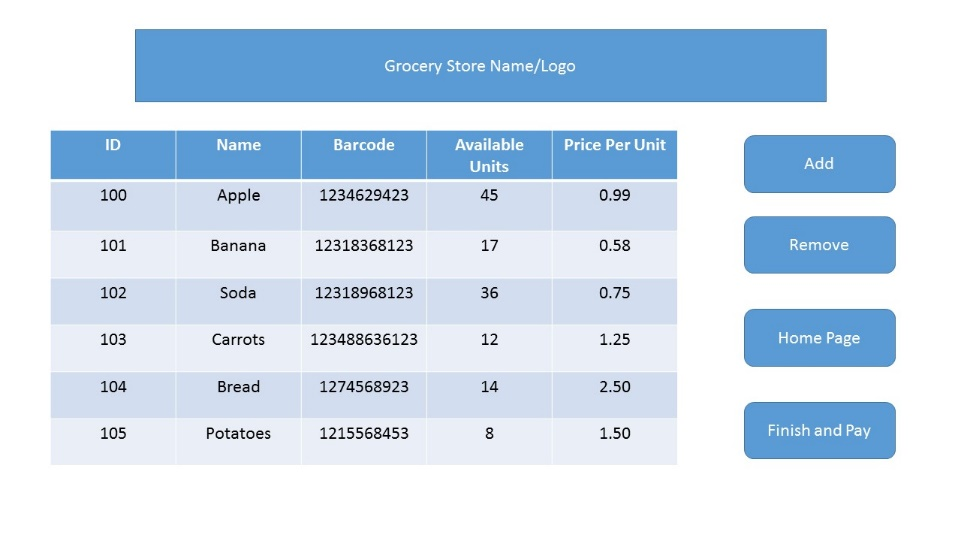 Grocery Store Name/Logo
ID Name Barcode Available Units Price Per Unit
100 Apple 1234629423 45 0.99
101 Banana 12318368123 17 0.58
102 Soda 12318968123 36 0.75
103 Carrots 123488636123 12 1.25
104 Bread 1274568923 14 2.50
105 Potatoes 1215568453 8 1.50
Add
Remove
Home Page
Finish and Pay